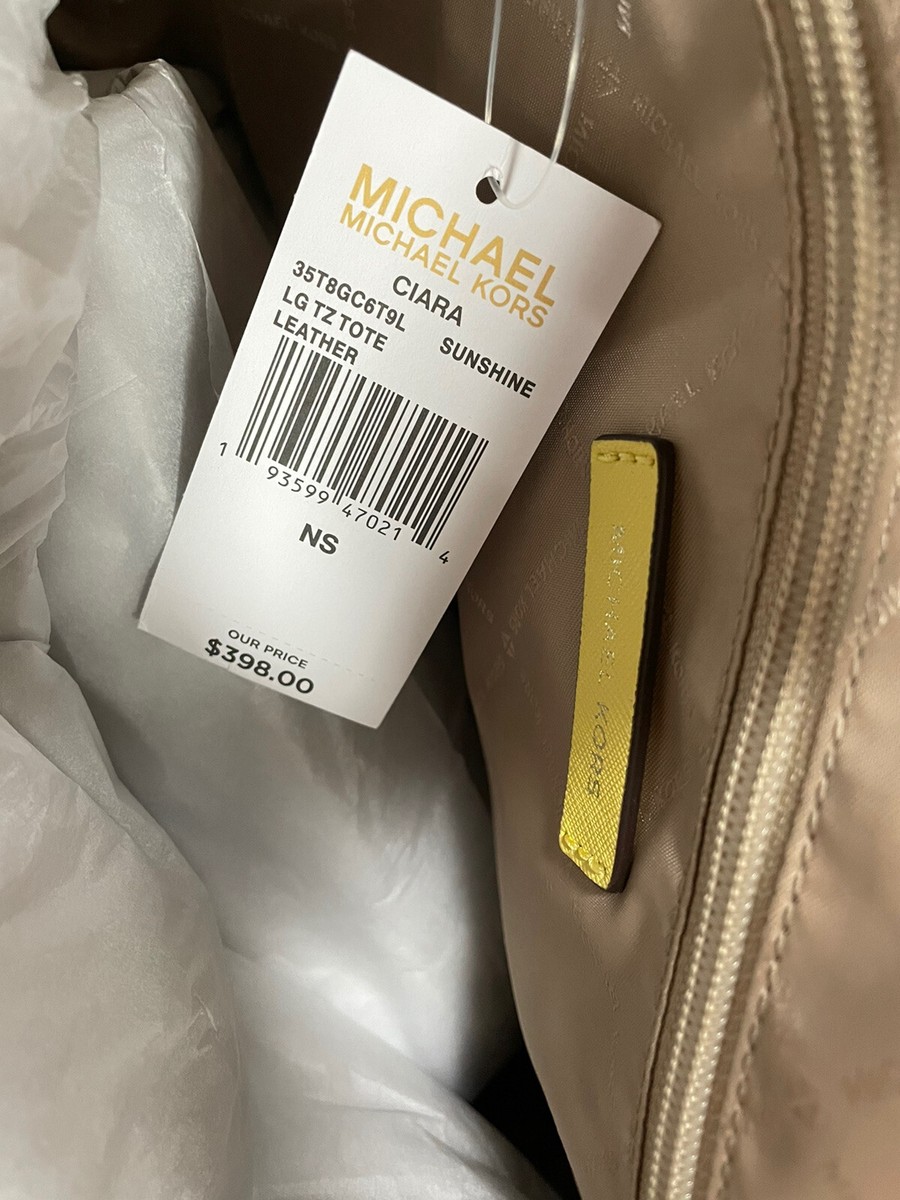 MICHAEL
MICHAEL KORS
CIARA
35T8GC6T9L
LG TZ TOTE SUNSHINE
LEATHER
1 93599 47021 4
NS
OUR PRICE
$398.00
MICHAEL KORS